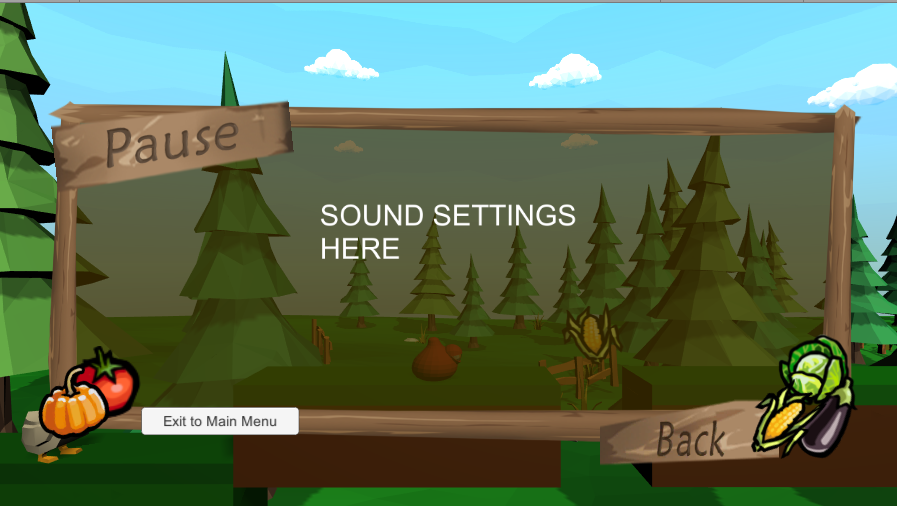 Pause
SOUND SETTINGS
HERE
Exit to Main Menu
Back